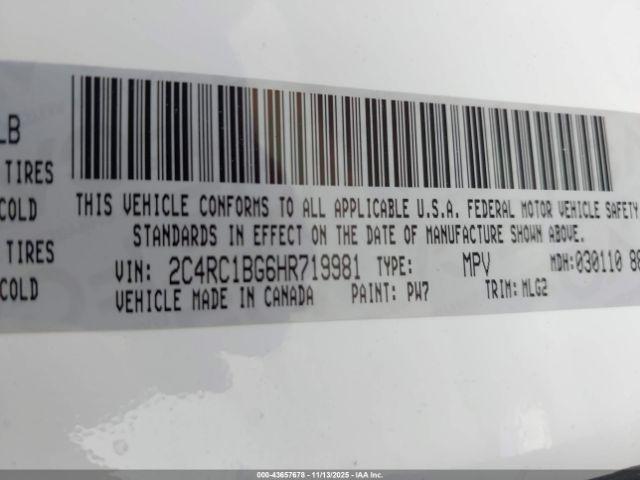 LB
TIRES
COLD
TIRES
COLD
THIS VEHICLE CONFORMS TO ALL APPLICABLE U.S.A. FEDERAL MOTOR VEHICLE SAFETY
STANDARDS IN EFFECT ON THE DATE OF MANUFACTURE SHOWN ABOVE.
VIN: 2C4RC1BG6HR719981 TYPE: MPV MDH:030110 88
VEHICLE MADE IN CANADA PAINT: PW7 TRIM:MLG2
000-43657678 - 11/13/2025 - IAA Inc.